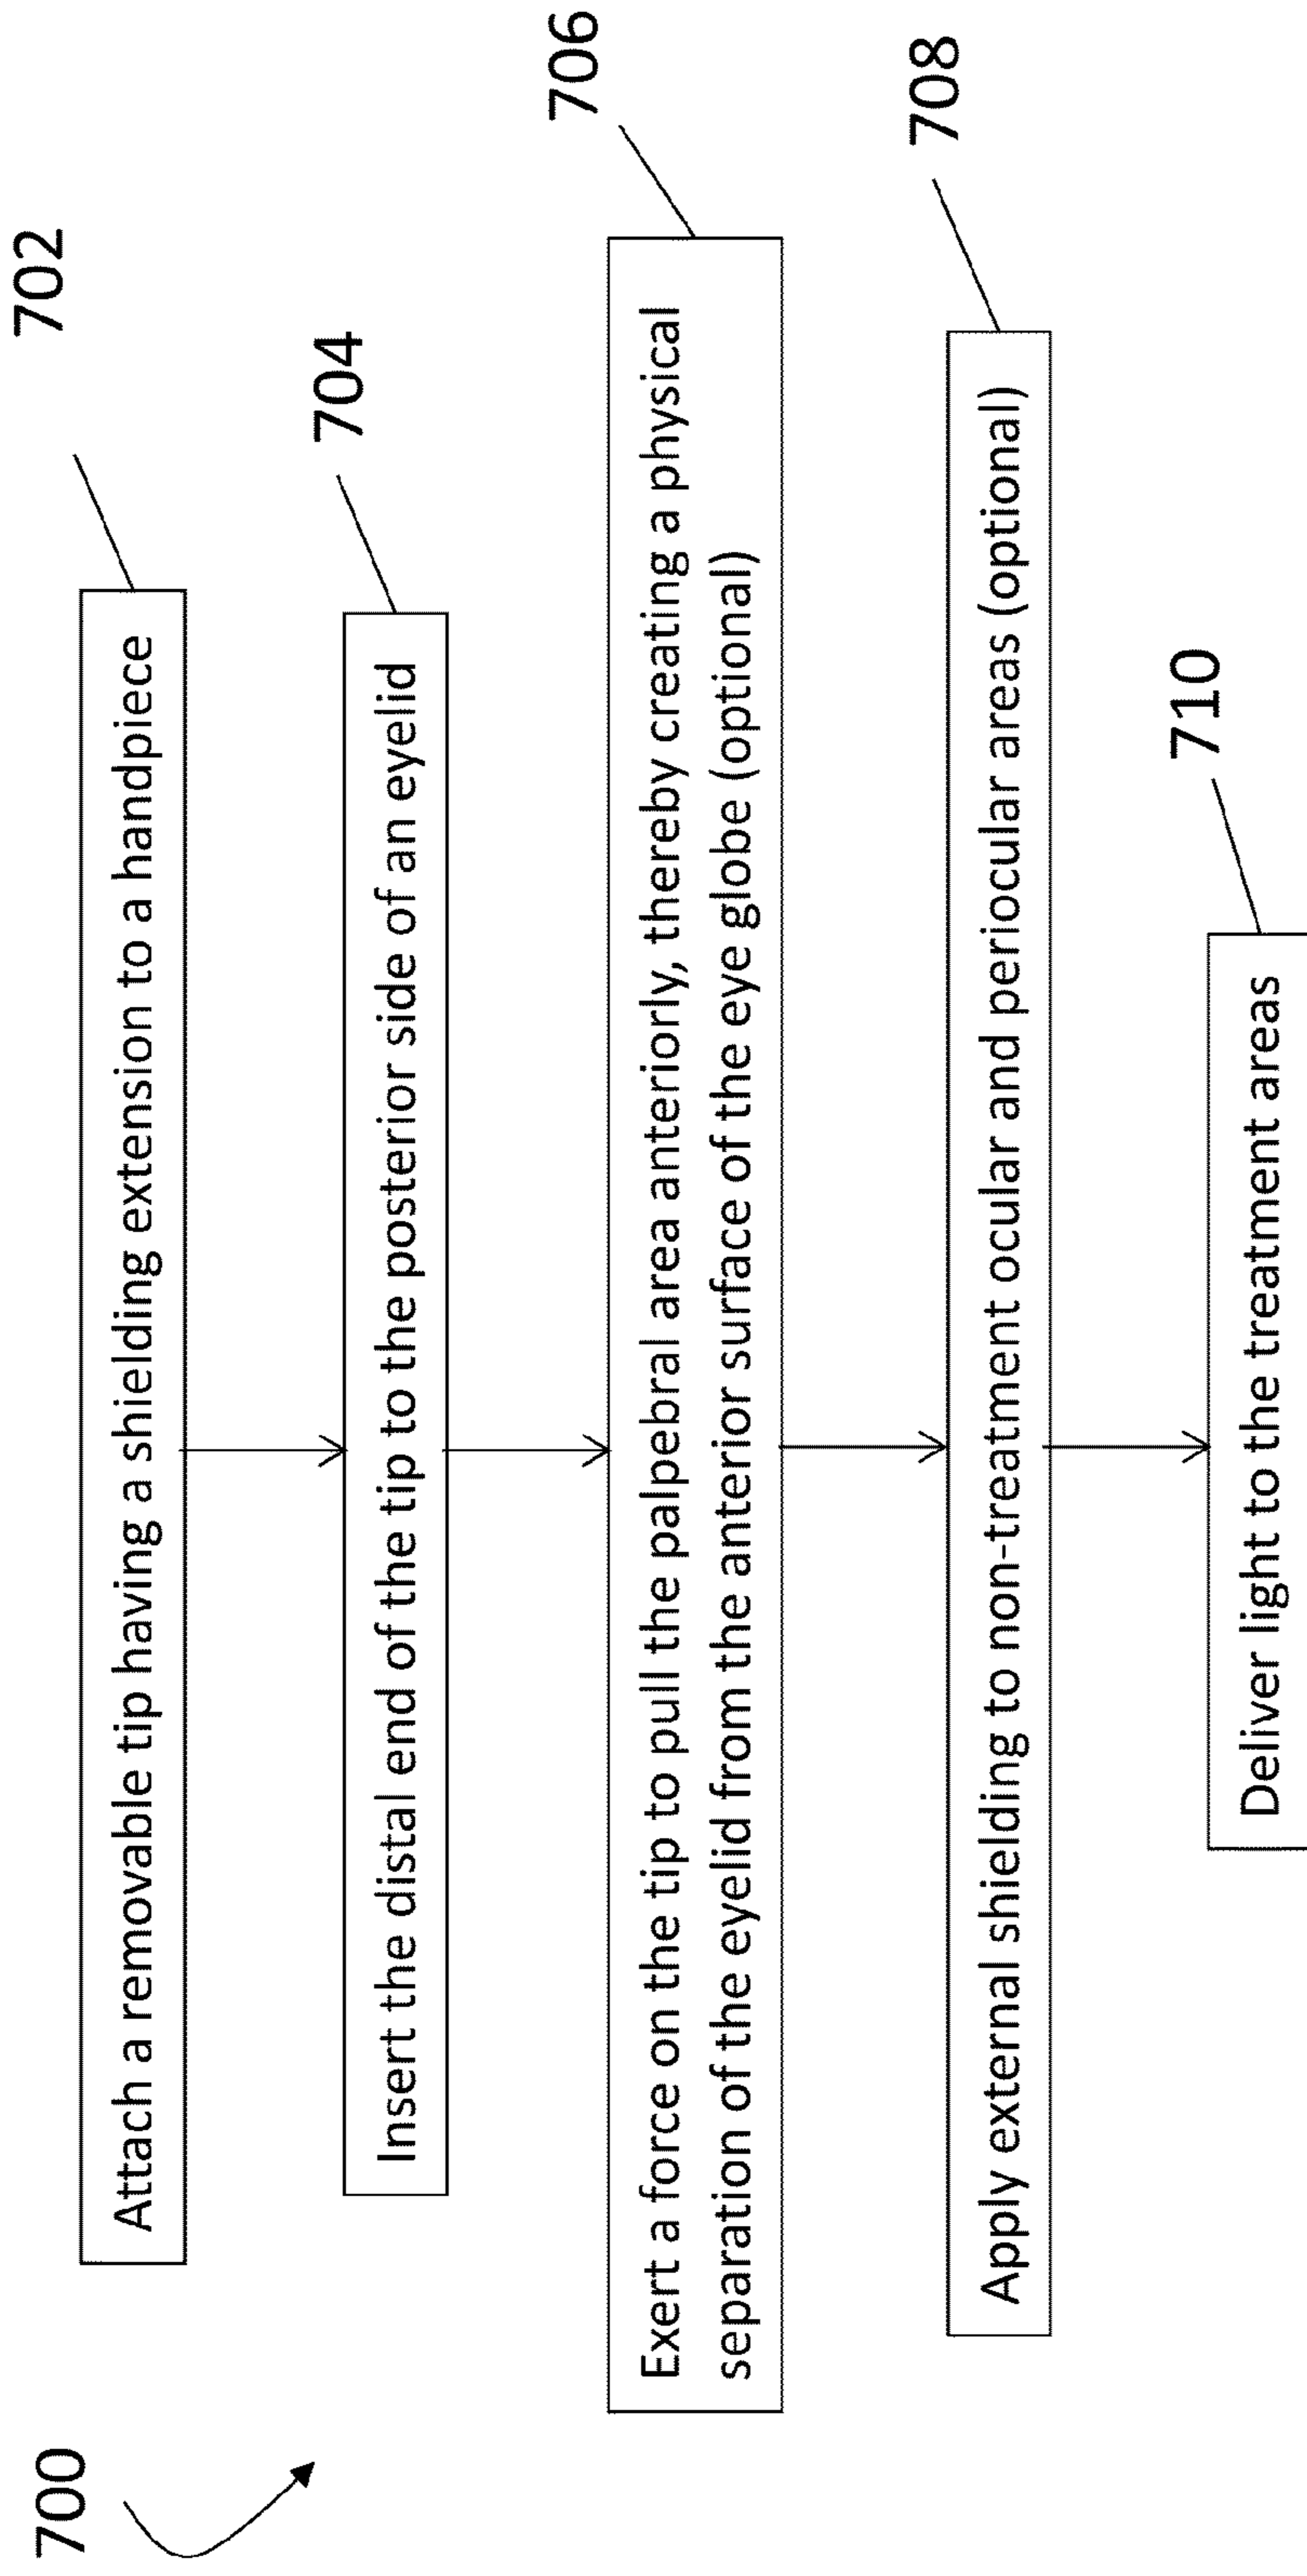 700
702
Attach a removable tip having a shielding extension to a handpiece
704
Insert the distal end of the tip to the posterior side of an eyelid
706
Exert a force on the tip to pull the palpebral area anteriorly, thereby creating a physical
separation of the eyelid from the anterior surface of the eye globe (optional)
708
Apply external shielding to non-treatment ocular and periocular areas (optional)
710
Deliver light to the treatment areas